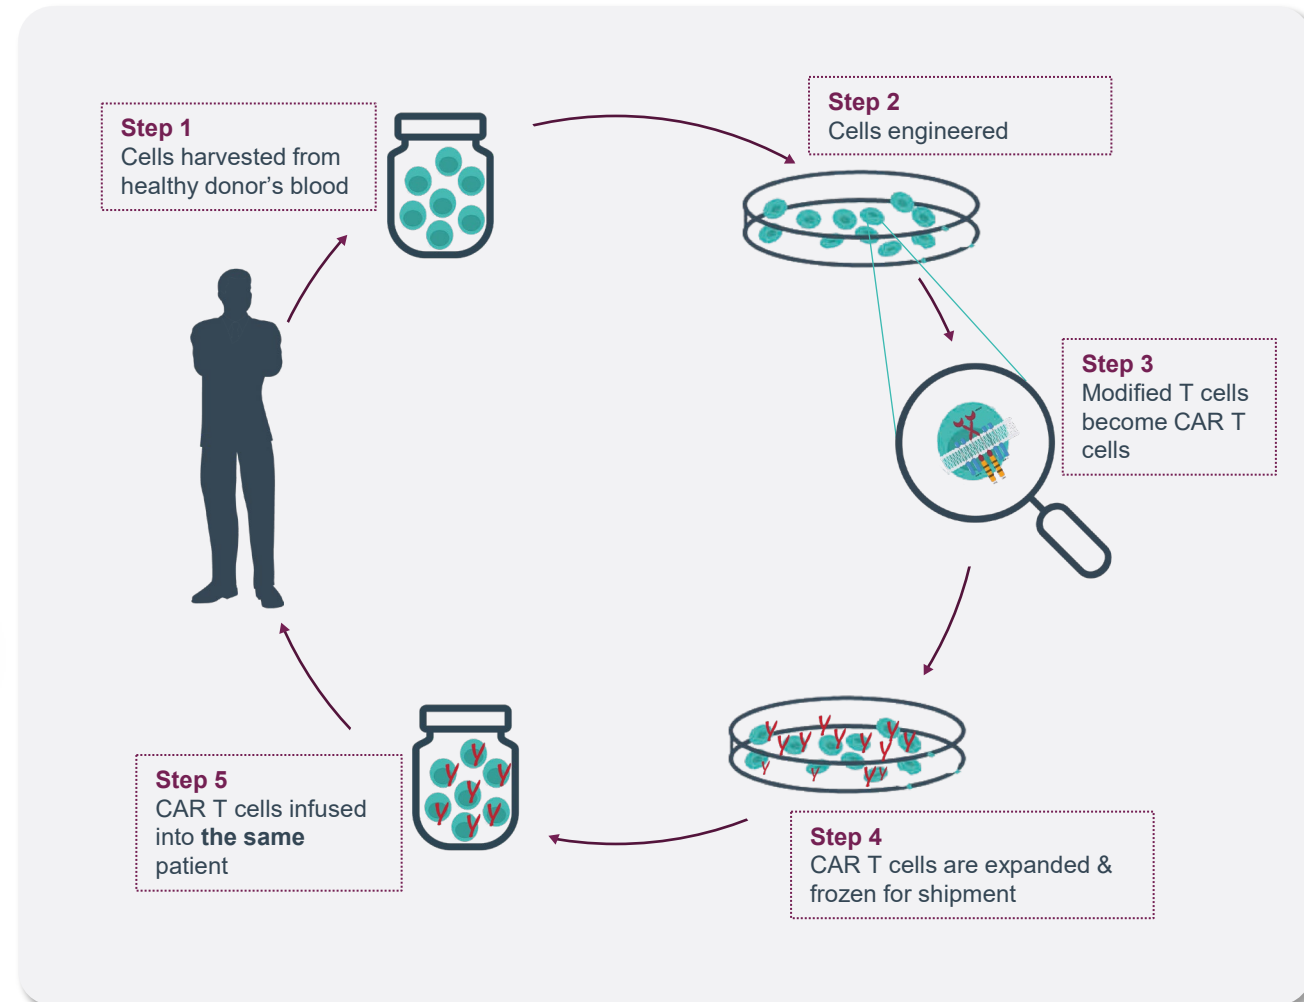 Step 1
Cells harvested from
healthy donor’s blood
Step 2
Cells engineered
Step 3
Modified T cells
become CAR T
cells
Step 4
CAR T cells are expanded &
frozen for shipment
Step 5
CAR T cells infused
into the same
patient